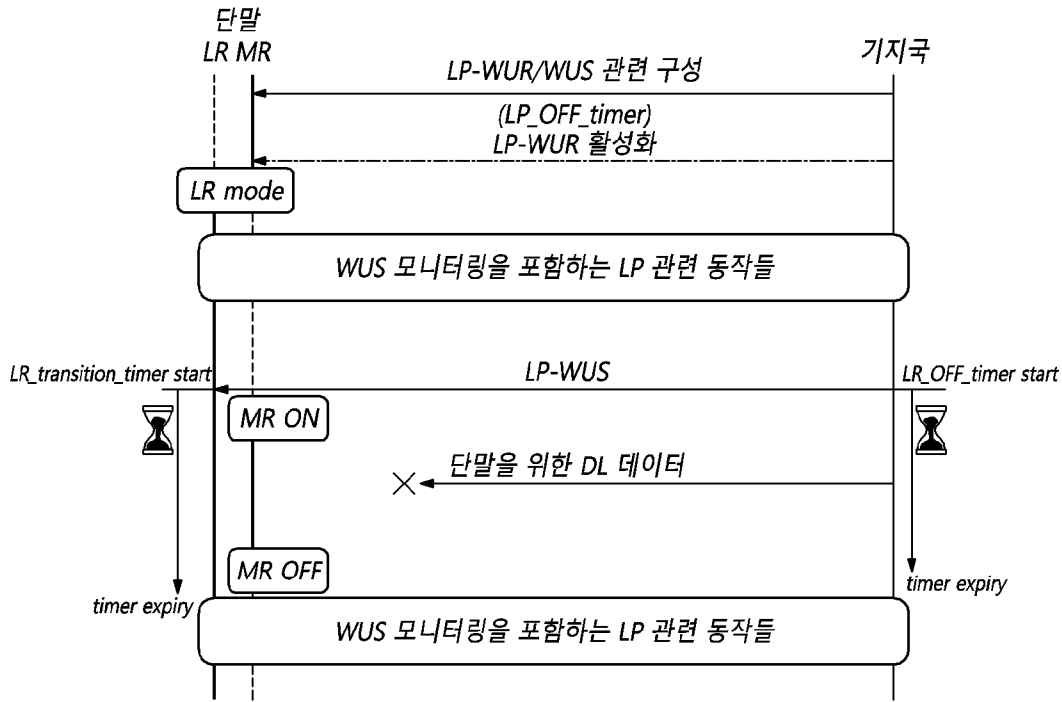 단말
LR MR
기지국
LP-WUR/WUS 관련 구성
(LP_OFF_timer)
LP-WUR 활성화
LR mode
WUS 모니터링을 포함하는 LP 관련 동작들
LR_transition_timer start
LP-WUS
LR_OFF_timer start
MR ON
단말을 위한 DL 데이터
MR OFF
timer expiry
timer expiry
WUS 모니터링을 포함하는 LP 관련 동작들